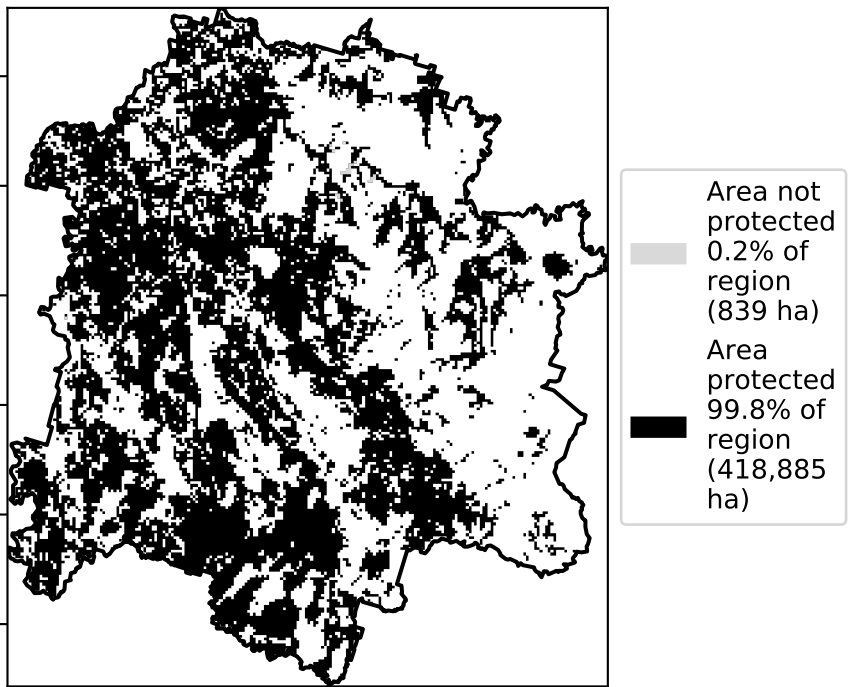 Area not
protected
0.2% of
region
(839 ha)
Area
protected
99.8% of
region
(418,885
ha)